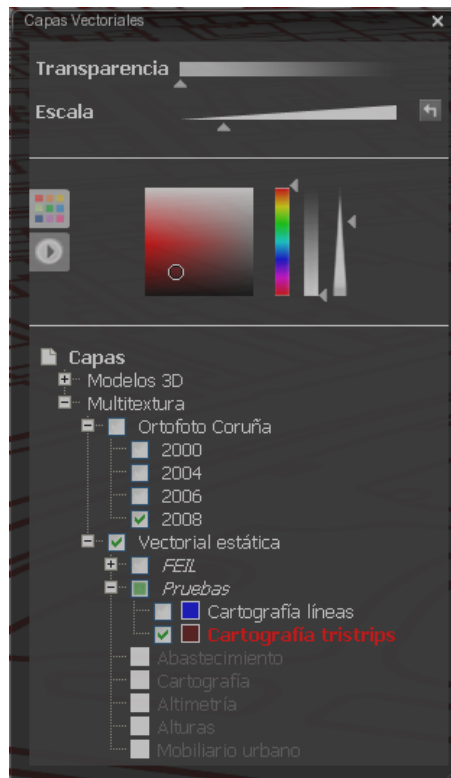 Capas Vectoriales
Transparencia
Escala
Capas
Modelos 3D
Multitextura
Ortofoto Coruña
2000
2004
2006
2008
Vectorial estática
FEIL
Pruebas
Cartografía líneas
Cartografia tristrips
Abastecimiento
Cartografía
Altimetría
Alturas
Mobiliario urbano